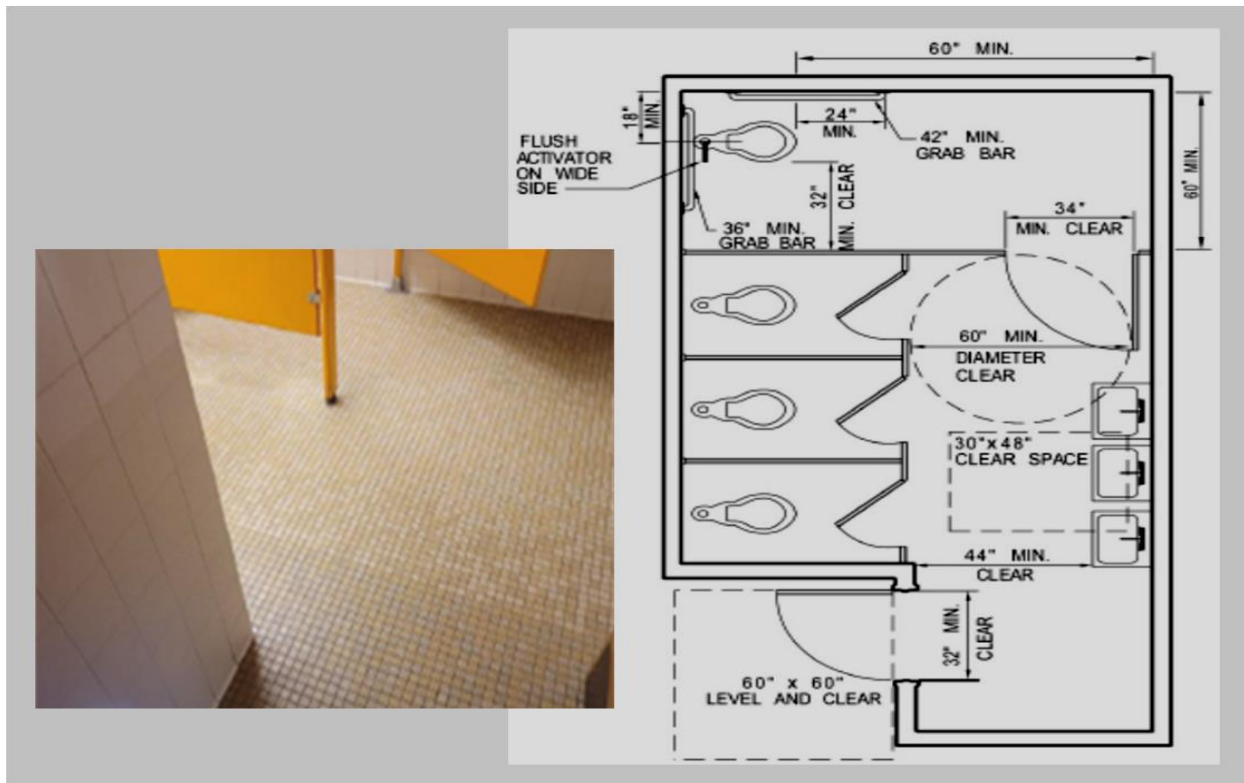 60" MIN.
18"
MIN.
24"
MIN.
42" MIN.
GRAB BAR
FLUSH
ACTIVATOR
ON WIDE
SIDE
32"
MIN. CLEAR
60" MIN.
36" MIN.
GRAB BAR
34"
MIN. CLEAR
60" MIN.
DIAMETER
CLEAR
30"x 48"
CLEAR SPACE
44" MIN.
CLEAR
32" MIN.
CLEAR
60" x 60"
LEVEL AND CLEAR